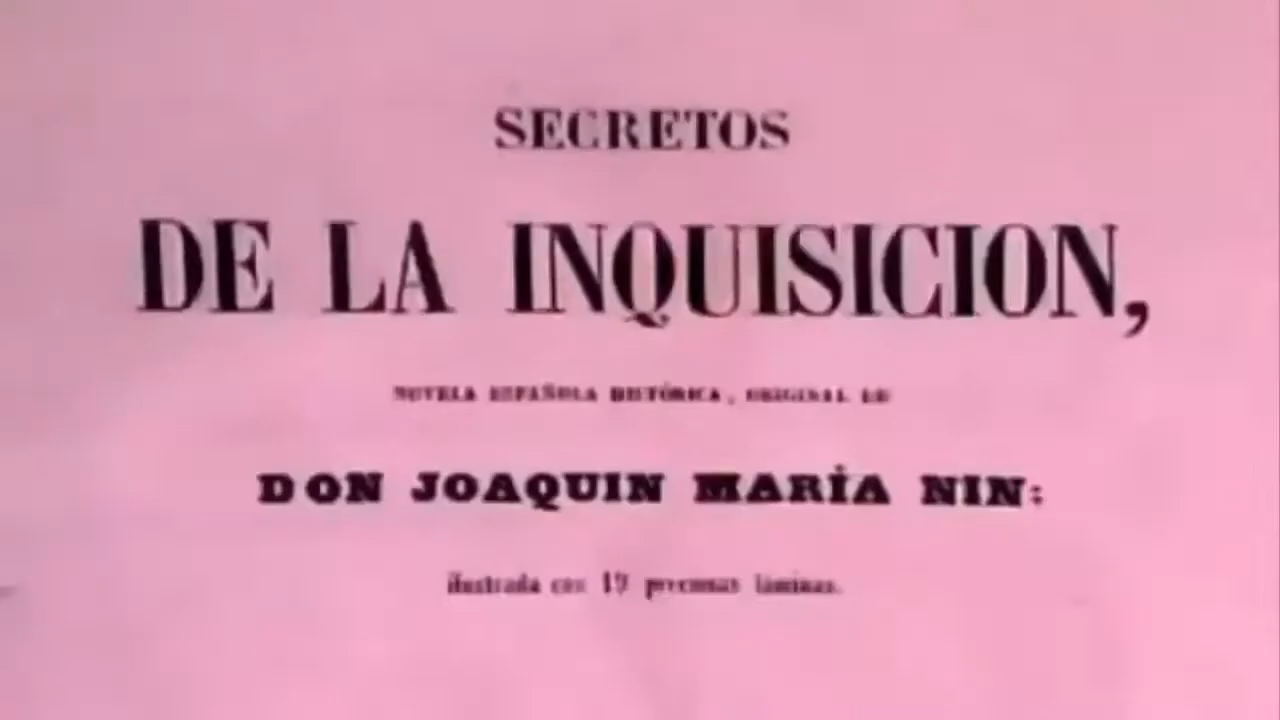 SECRETOS
DE LA INQUISICION,
NOVELA ESPAÑOLA HISTÓRICA, ORIGINAL DE
DON JOAQUIN MARÍA NIN:
ilustrada con 19 preciosas láminas.